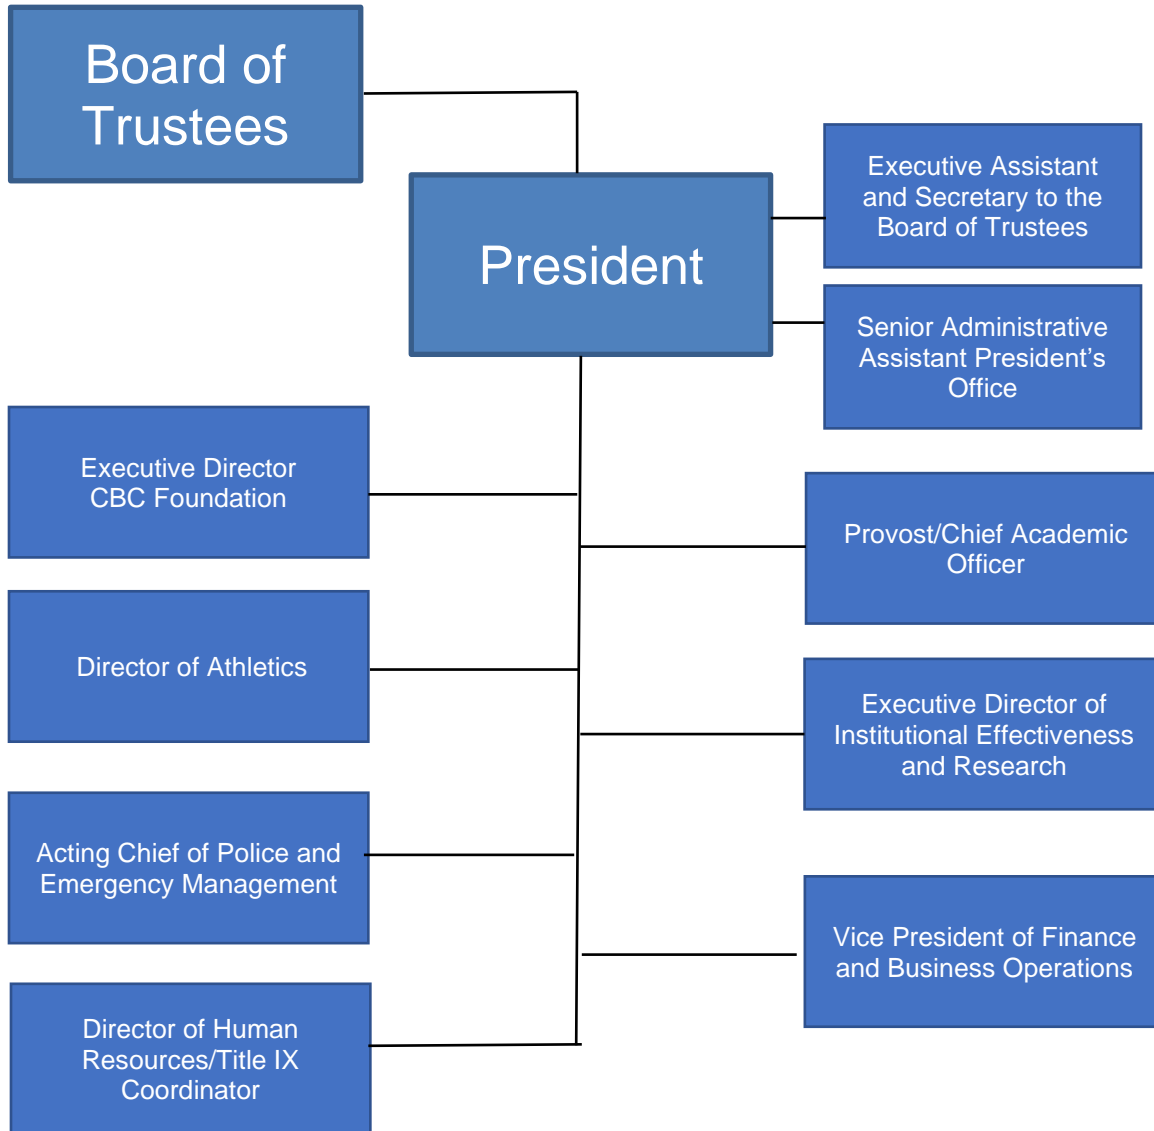 Board of
Trustees
President
Executive Assistant
and Secretary to the
Board of Trustees
Senior Administrative
Assistant President’s
Office
Executive Director
CBC Foundation
Provost/Chief Academic
Officer
Director of Athletics
Executive Director of
Institutional Effectiveness
and Research
Acting Chief of Police and
Emergency Management
Vice President of Finance
and Business Operations
Director of Human
Resources/Title IX
Coordinator